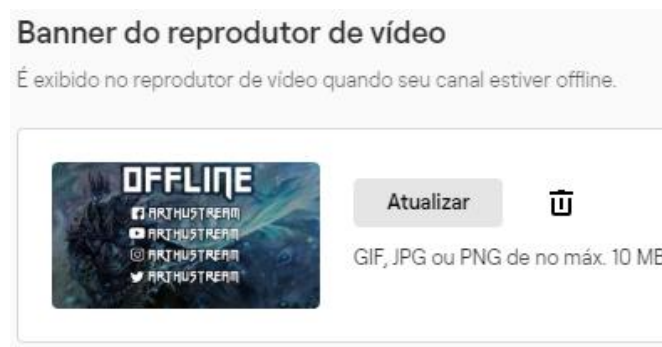 Banner do reprodutor de vídeo
É exibido no reprodutor de vídeo quando seu canal estiver offline.
OFFLINE
ARTHUSTREAM
ARTHUSTREAM
ARTHUSTREAM
ARTHUSTREAM
Atualizar
GIF, JPG ou PNG de no máx. 10 MB